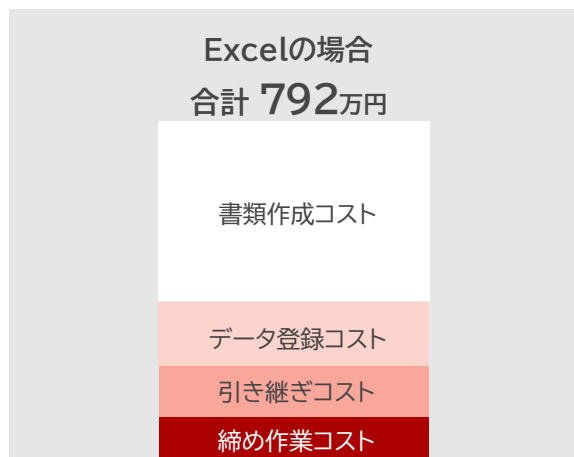 Excelの場合
合計 792万円
書類作成コスト
データ登録コスト
引き継ぎコスト
締め作業コスト